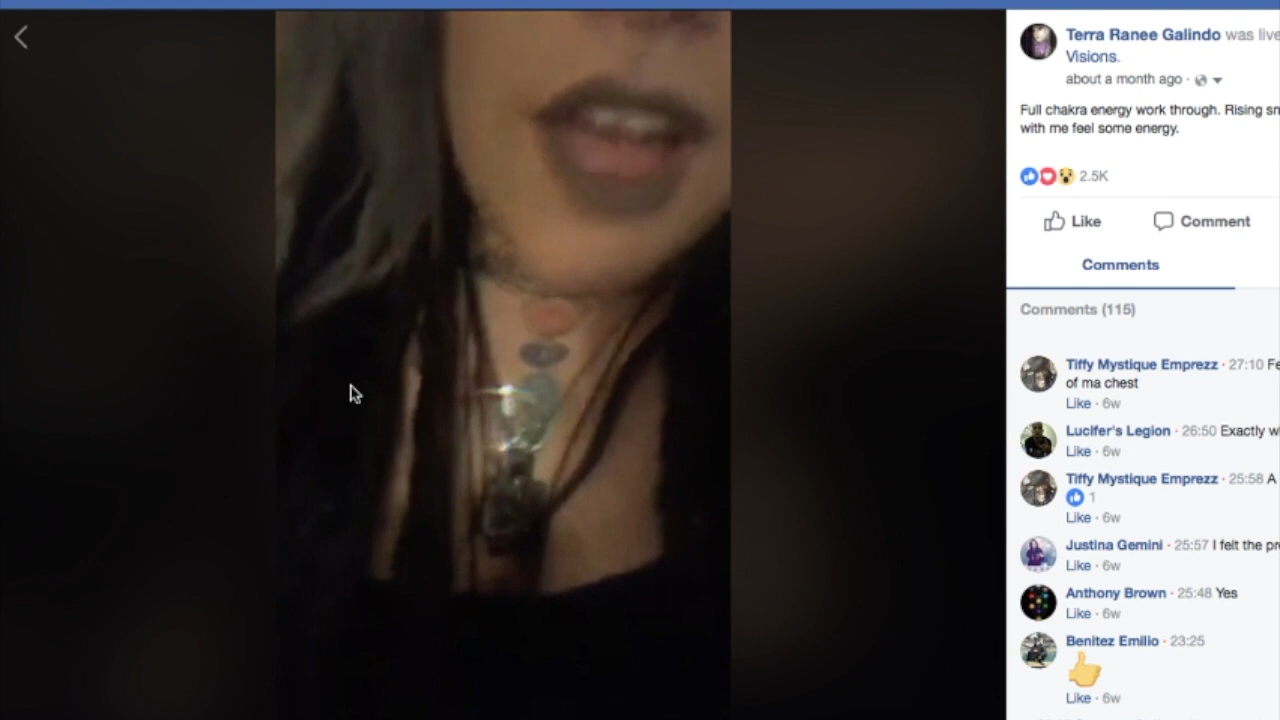 Terra Ranee Galindo was live
Visions.
about a month ago ·
Full chakra energy work through. Rising
with me feel some energy.
2.5K
Like
Comment
Comments
Comments (115)
Tiffy Mystique Emprezz · 27:10
of ma chest
Like · 6w
Lucifer's Legion · 26:50 Exactly
Like · 6w
Tiffy Mystique Emprezz · 25:58 A
1
Like · 6w
Justina Gemini · 25:57 I felt the
Like · 6w
Anthony Brown · 25:48 Yes
Like · 6w
Benitez Emilio · 23:25
Like · 6w